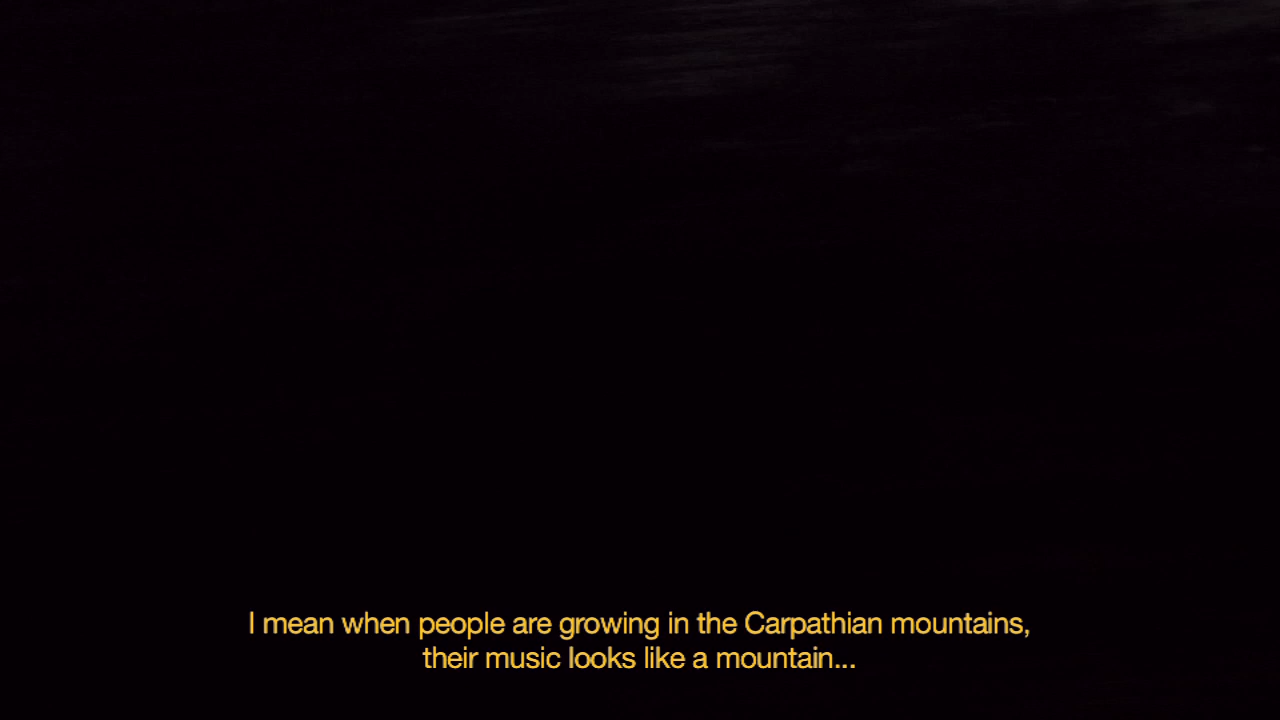 I mean when people are growing in the Carpathian mountains,
their music looks like a mountain...